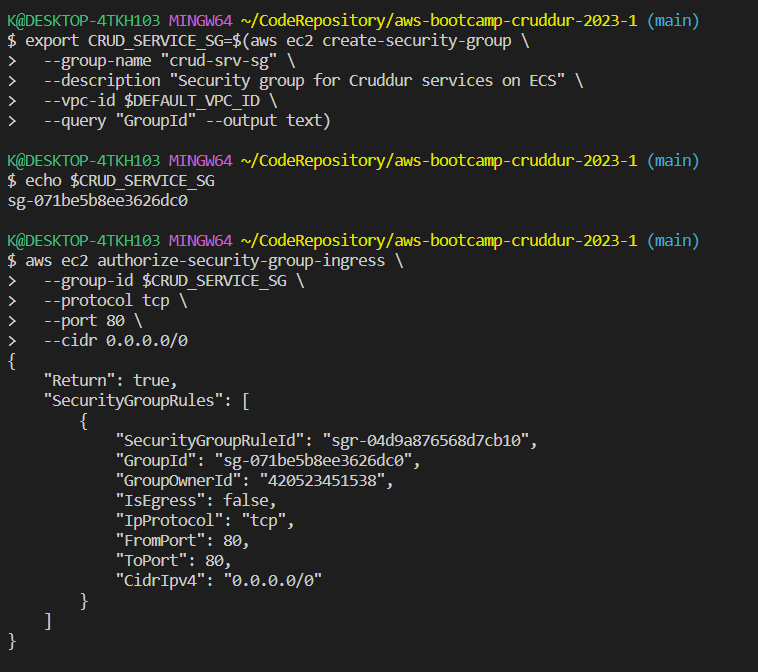 K@DESKTOP-4TKH103 MINGW64 ~/CodeRepository/aws-bootcamp-cruddur-2023-1 (main)
$ export CRUD_SERVICE_SG=$(aws ec2 create-security-group \
>   --group-name "crud-srv-sg" \
>   --description "Security group for Cruddur services on ECS" \
>   --vpc-id $DEFAULT_VPC_ID \
>   --query "GroupId" --output text)

K@DESKTOP-4TKH103 MINGW64 ~/CodeRepository/aws-bootcamp-cruddur-2023-1 (main)
$ echo $CRUD_SERVICE_SG
sg-071be5b8ee3626dc0

K@DESKTOP-4TKH103 MINGW64 ~/CodeRepository/aws-bootcamp-cruddur-2023-1 (main)
$ aws ec2 authorize-security-group-ingress \
>   --group-id $CRUD_SERVICE_SG \
>   --protocol tcp \
>   --port 80 \
>   --cidr 0.0.0.0/0
{
    "Return": true,
    "SecurityGroupRules": [
        {
            "SecurityGroupRuleId": "sgr-04d9a876568d7cb10",
            "GroupId": "sg-071be5b8ee3626dc0",
            "GroupOwnerId": "420523451538",
            "IsEgress": false,
            "IpProtocol": "tcp",
            "FromPort": 80,
            "ToPort": 80,
            "CidrIpv4": "0.0.0.0/0"
        }
    ]
}